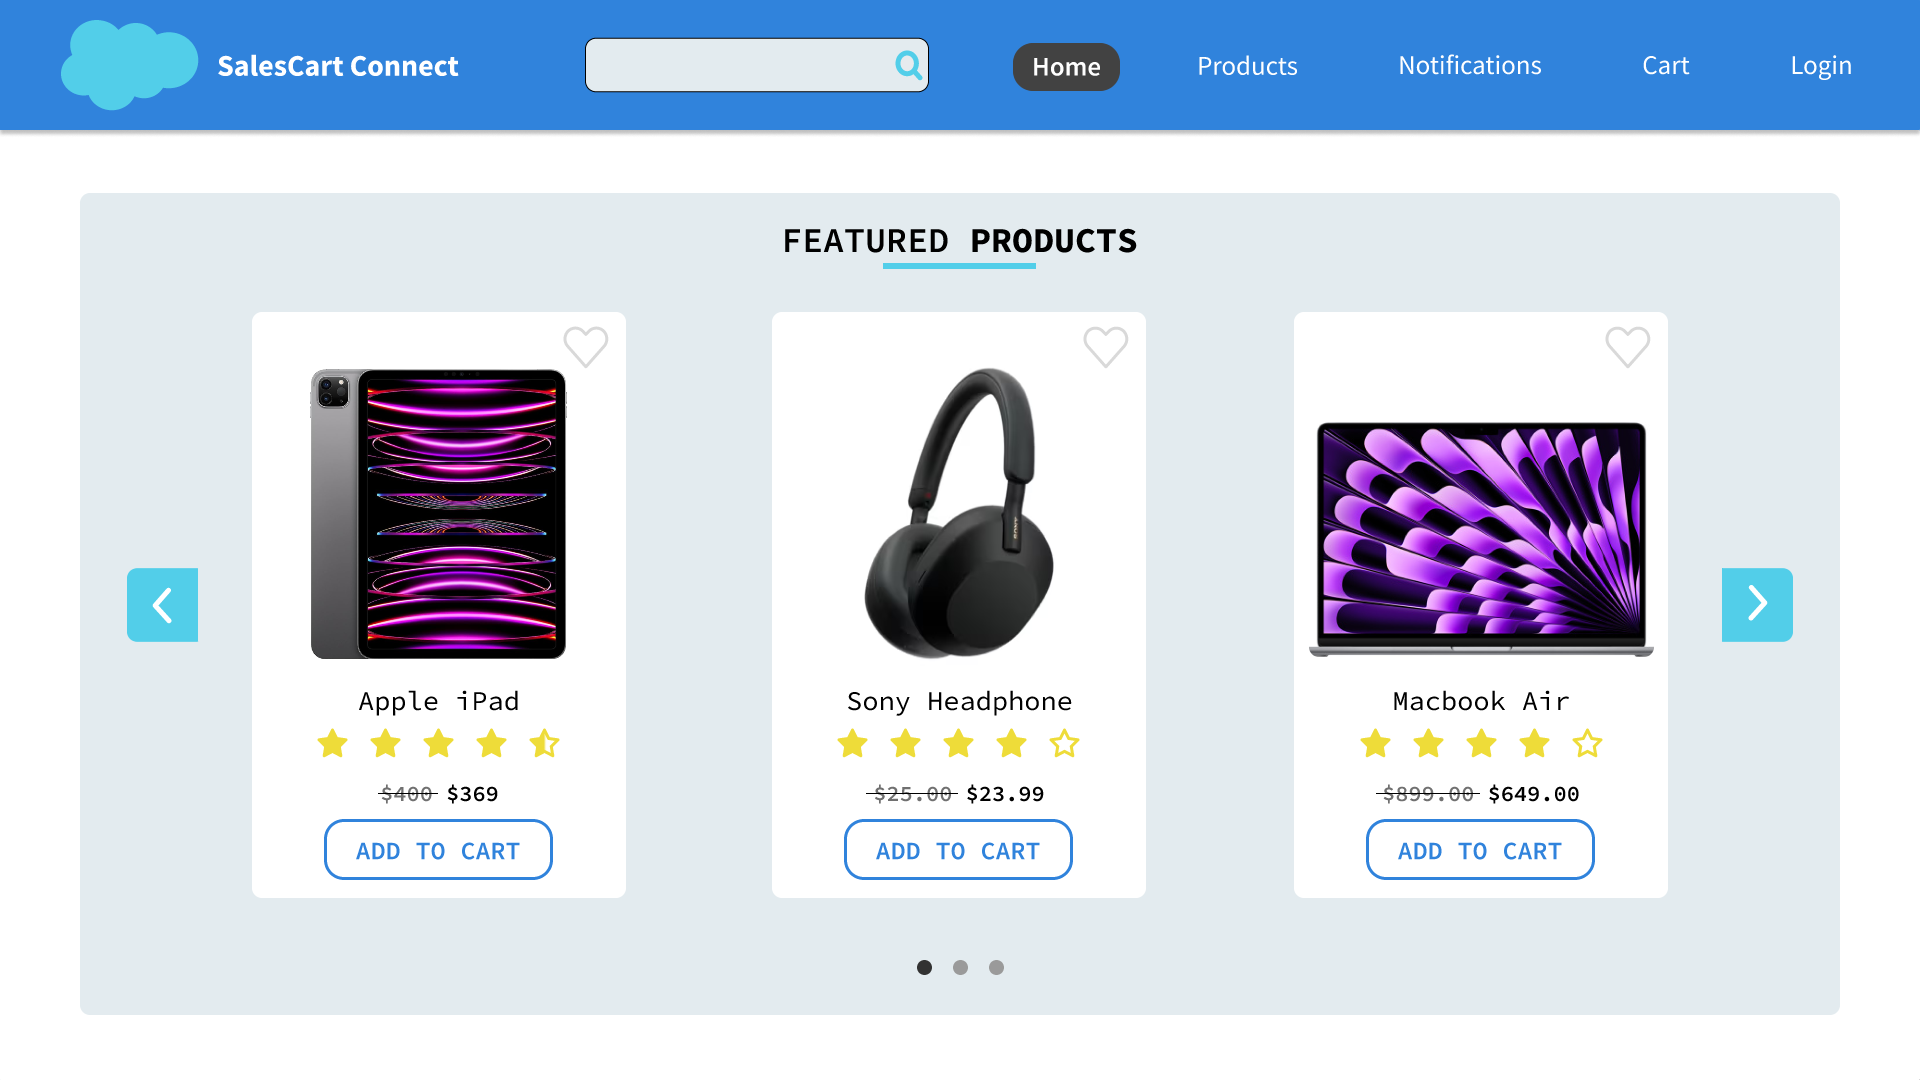 SalesCart Connect
Home
Products
Notifications
Cart
Login
FEATURED PRODUCTS
SONY
Apple iPad
$400 $369
ADD TO CART
Sony Headphone
$25.00 $23.99
ADD TO CART
Macbook Air
$899.00 $649.00
ADD TO CART